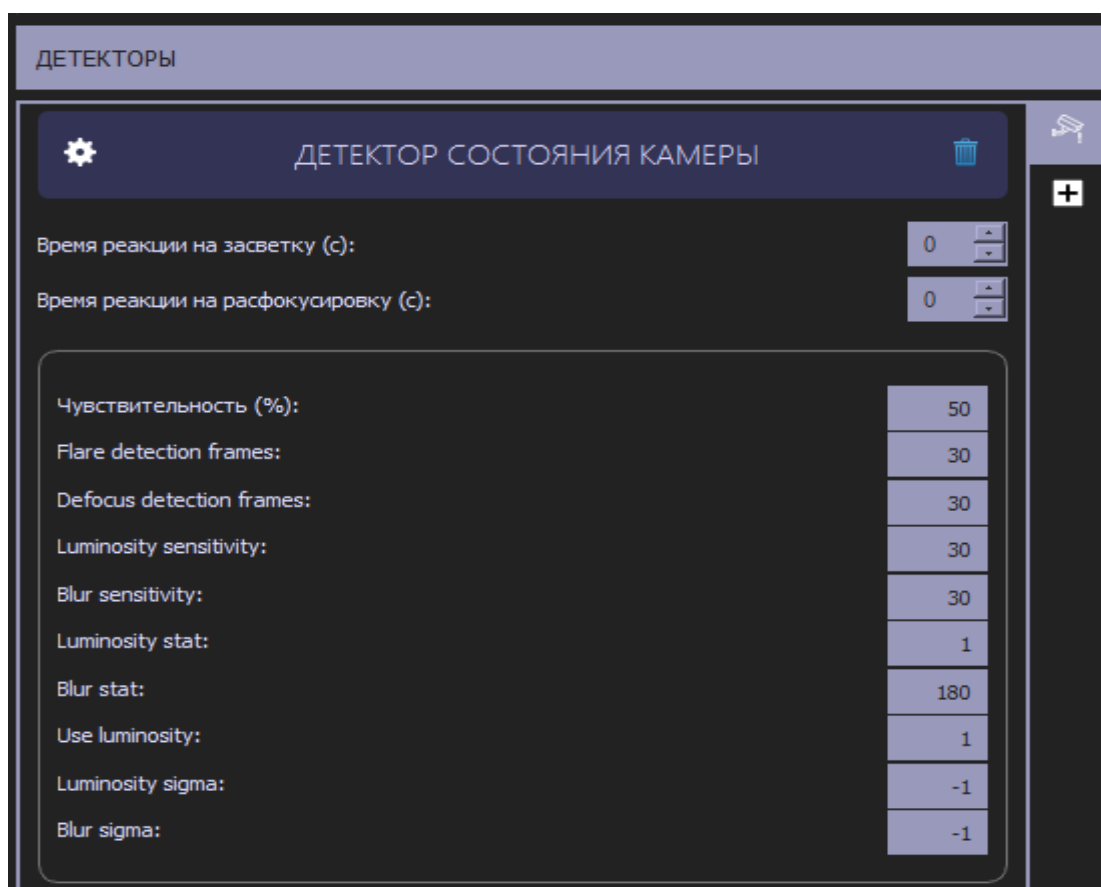 ДЕТЕКТОРЫ
ДЕТЕКТОР СОСТОЯНИЯ КАМЕРЫ
Время реакции на засветку (с): 0
Время реакции на расфокусировку (с): 0
Чувствительность (%): 50
Flare detection frames: 30
Defocus detection frames: 30
Luminosity sensitivity: 30
Blur sensitivity: 30
Luminosity stat: 1
Blur stat: 180
Use luminosity: 1
Luminosity sigma: -1
Blur sigma: -1